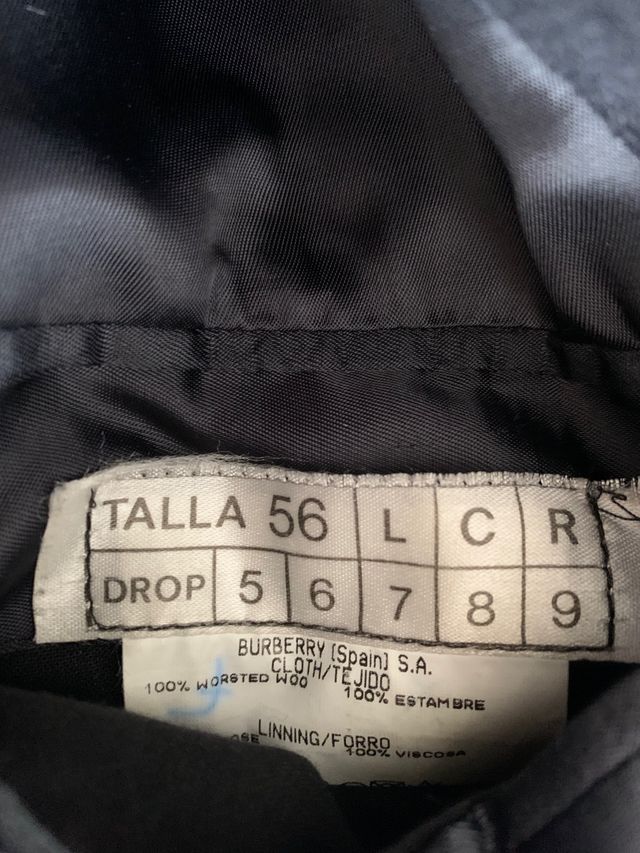 TALLA 56 L C R
DROP 5 6 7 8 9
BURBERRY (Spain) S.A.
CLOTH/TEJIDO
100% WORSTED WOO 100% ESTAMBRE
LINNING/FORRO
OSE 100% VISCOSA